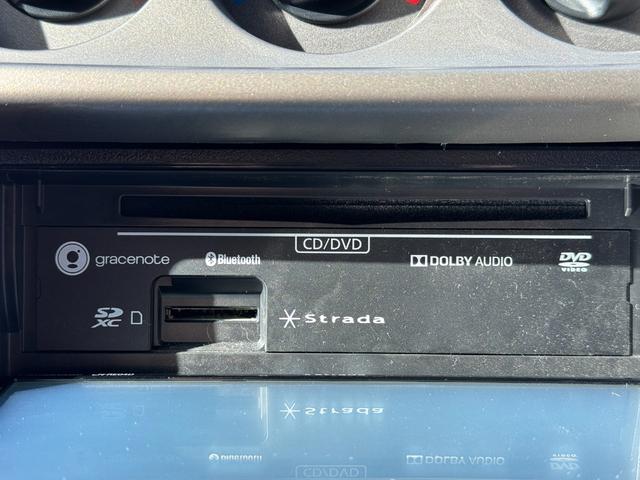 CD/DVD
gracenote
Bluetooth
DOLBY AUDIO
DVD VIDEO
SD XC
Strada